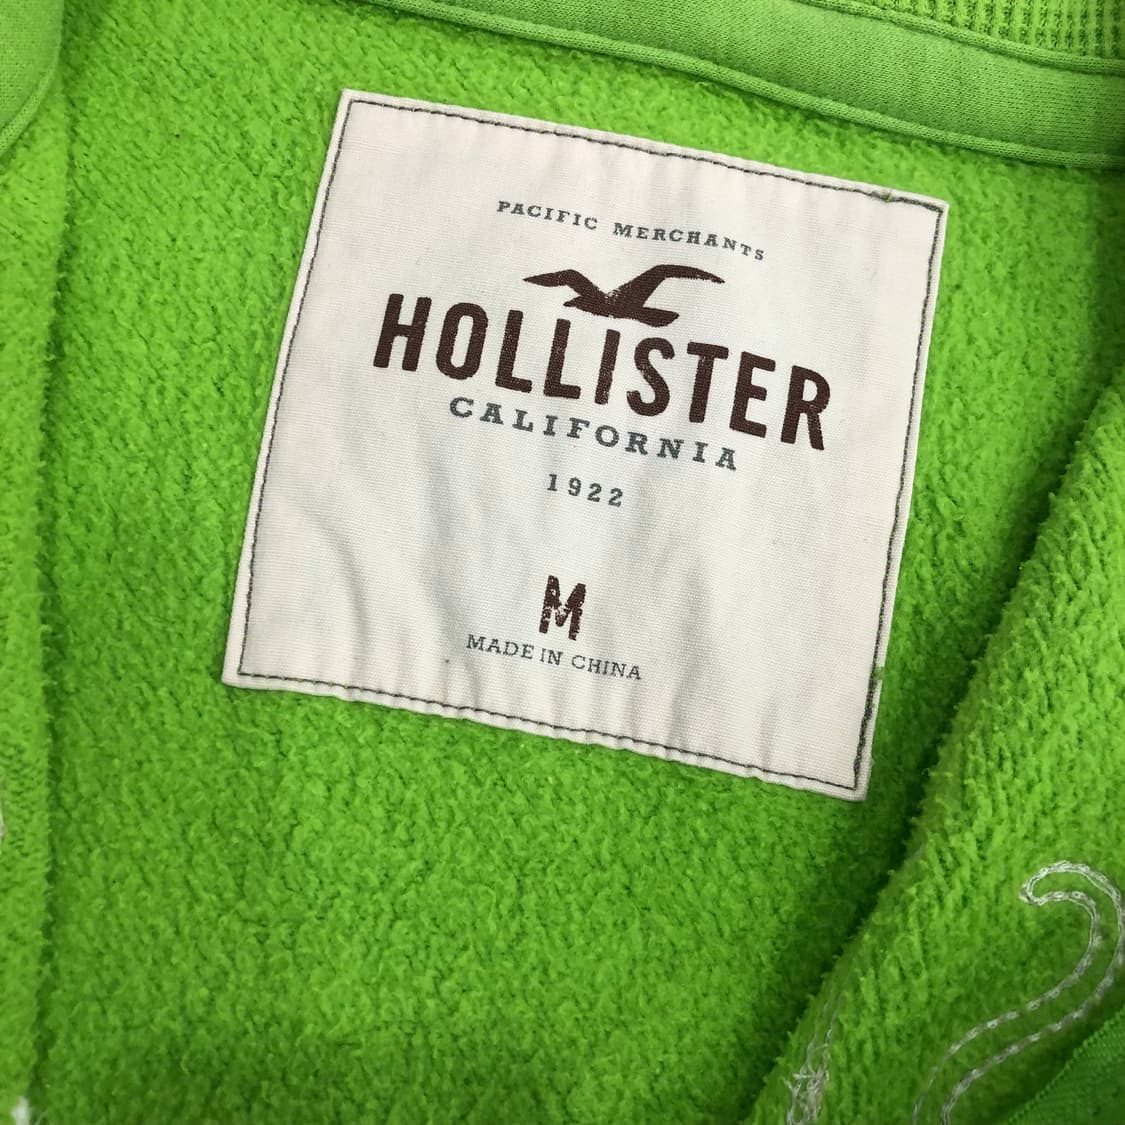 PACIFIC MERCHANTS
HOLLISTER
CALIFORNIA
1922
M
MADE IN CHINA